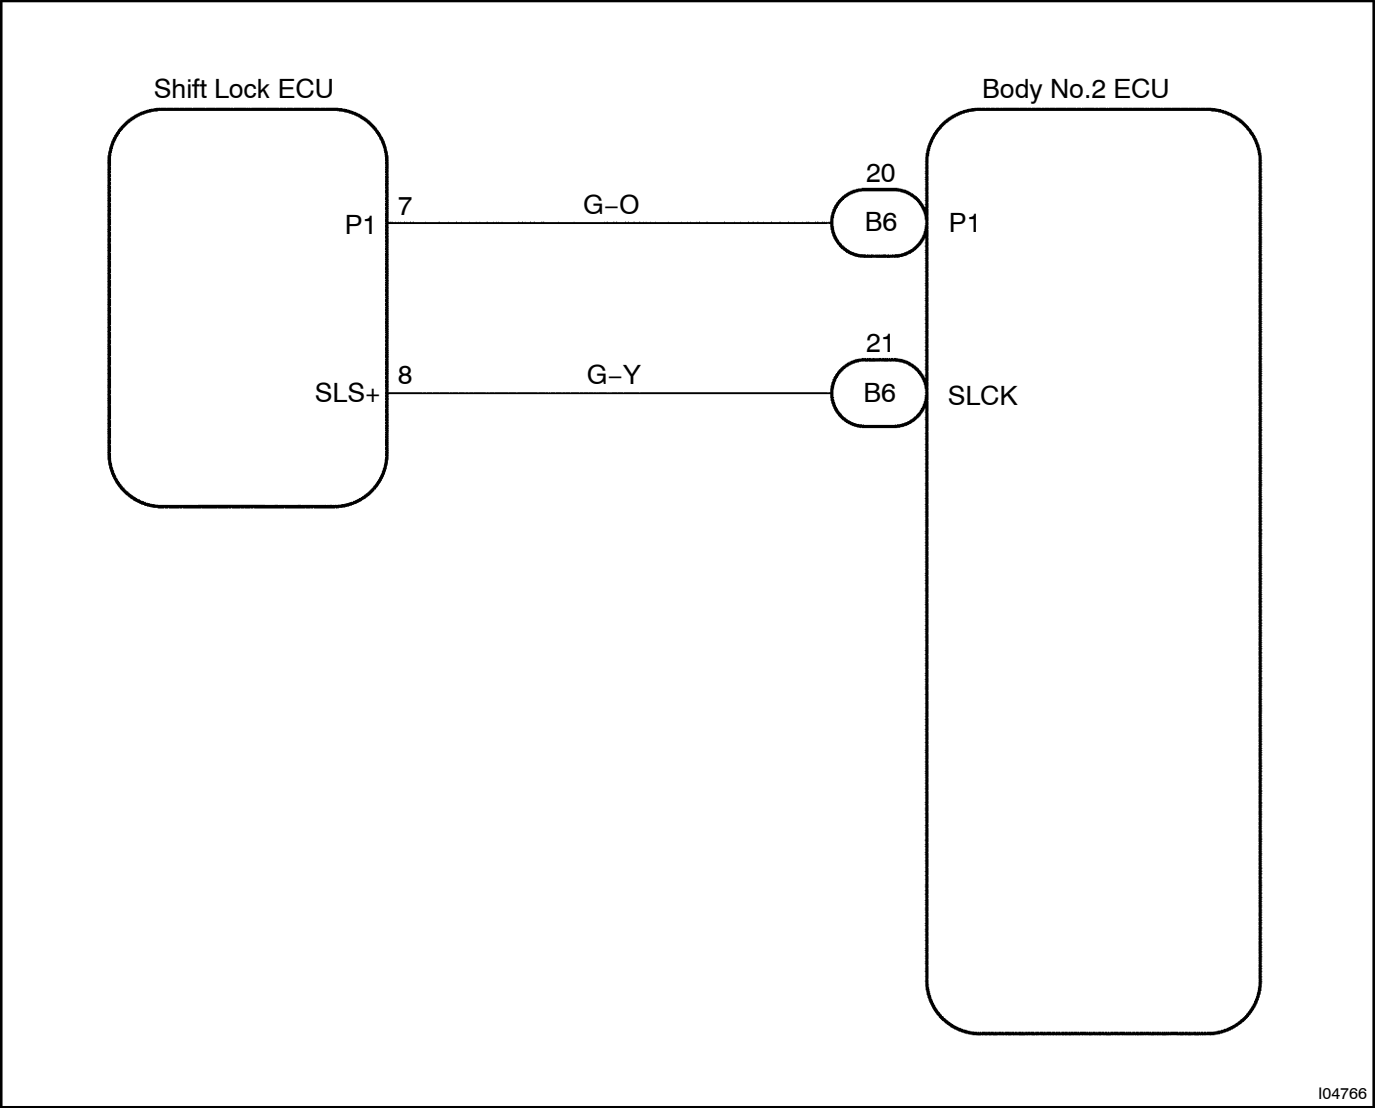 Shift Lock ECU
Body No.2 ECU
20
7
G−O
P1
B6
P1
21
8
G−Y
SLS+
B6
SLCK
I04766